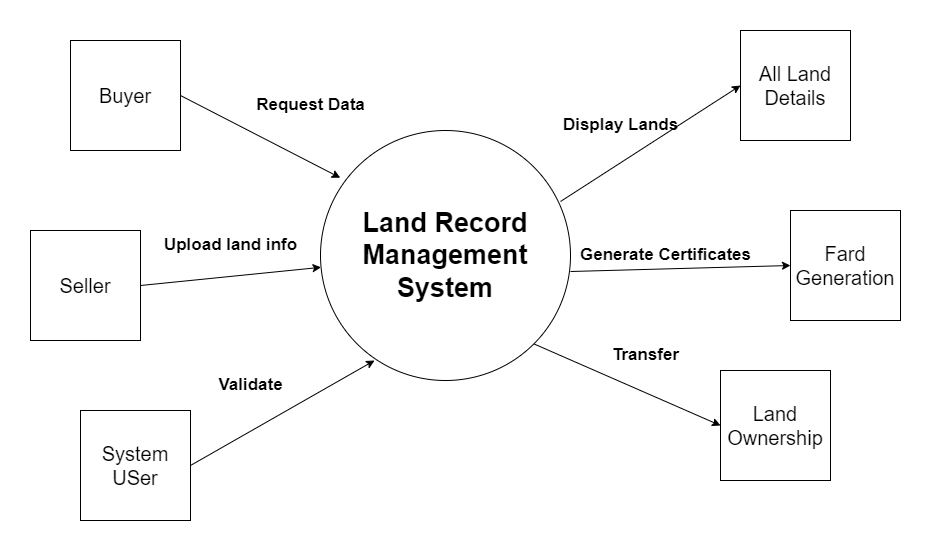 Buyer
Request Data
All Land
Details
Display Lands
Seller
Upload land info
Land Record
Management
System
Generate Certificates
Fard
Generation
System
USer
Validate
Transfer
Land
Ownership